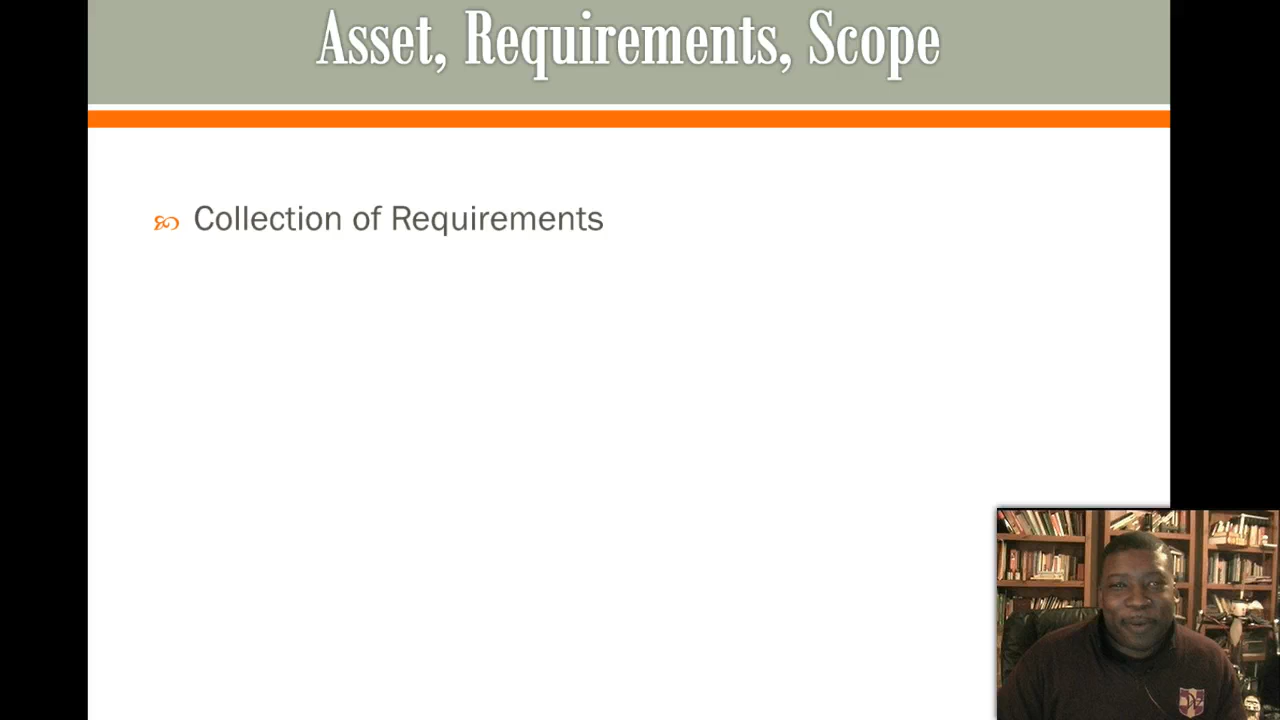 Asset, Requirements, Scope
Collection of Requirements